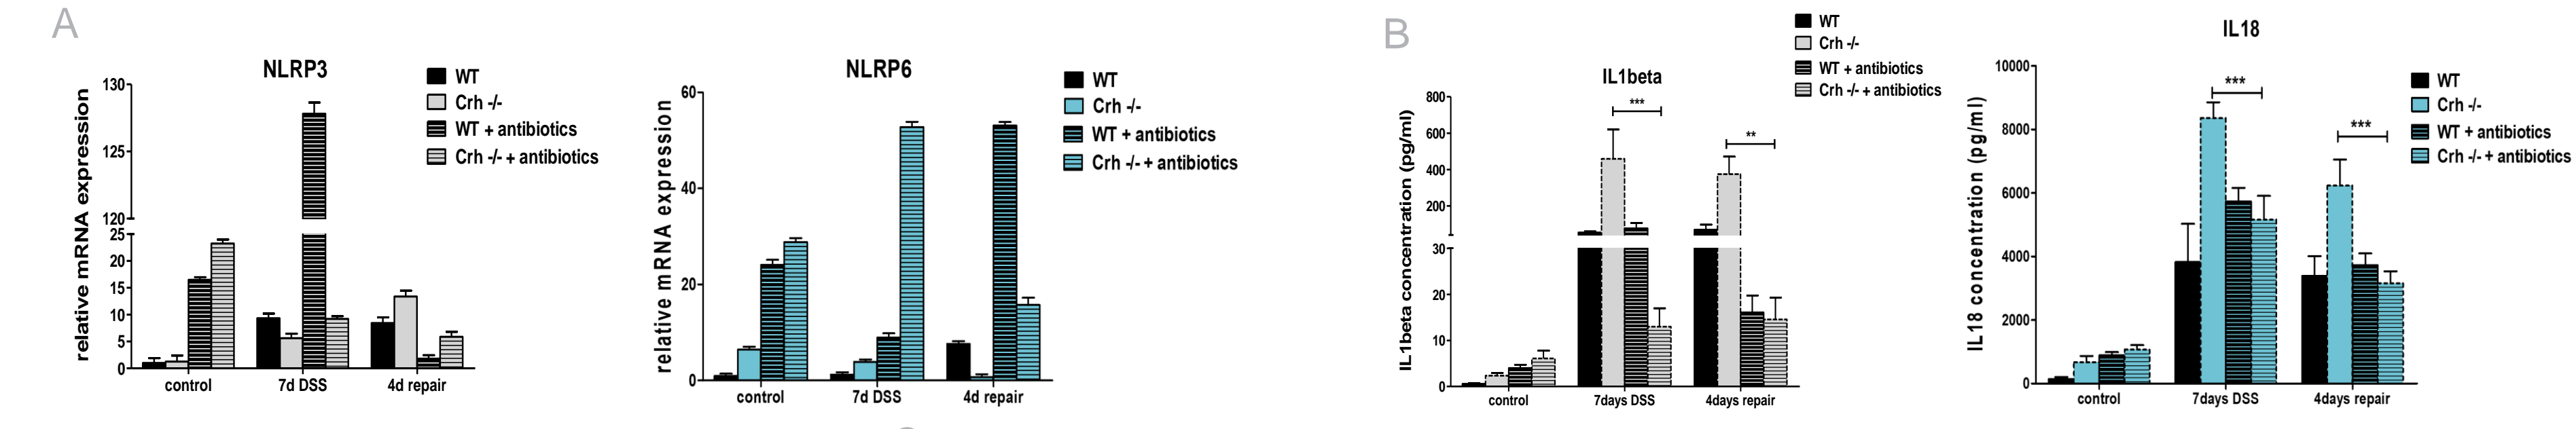 A
NLRP3
relative mRNA expression
130
125
120
25
20
15
10
5
0
control
7d DSS
4d repair
WT
Crh -/-
WT + antibiotics
Crh -/- + antibiotics
NLRP6
relative mRNA expression
60
40
20
0
control
7d DSS
4d repair
WT
Crh -/-
WT + antibiotics
Crh -/- + antibiotics
B
IL1beta
IL1beta concentration (pg/ml)
800
600
400
200
30
20
10
0
***
**
control
7days DSS
4days repair
WT
Crh -/-
WT + antibiotics
Crh -/- + antibiotics
IL18
IL18 concentration (pg/ml)
10000
8000
6000
4000
2000
0
***
***
control
7days DSS
4days repair
WT
Crh -/-
WT + antibiotics
Crh -/- + antibiotics